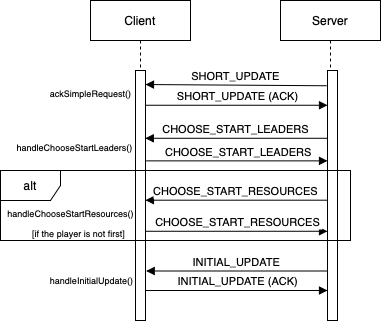 Client
Server
SHORT_UPDATE
ackSimpleRequest()
SHORT_UPDATE (ACK)
CHOOSE_START_LEADERS
handleChooseStartLeaders()
CHOOSE_START_LEADERS
alt
CHOOSE_START_RESOURCES
handleChooseStartResources()
CHOOSE_START_RESOURCES
[if the player is not first]
INITIAL_UPDATE
handleInitialUpdate()
INITIAL_UPDATE (ACK)